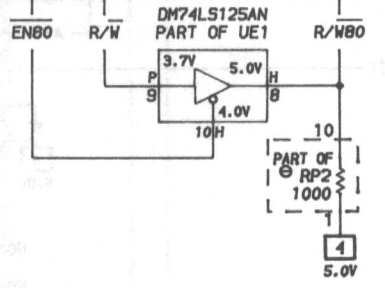 DM74LS125AN
EN80 R/W PART OF UE1 R/W80
3.7V
P 5.0V H
9 8
4.0V
10 H
10
PART OF
⊖ RP2
1000
1
4
5.0V